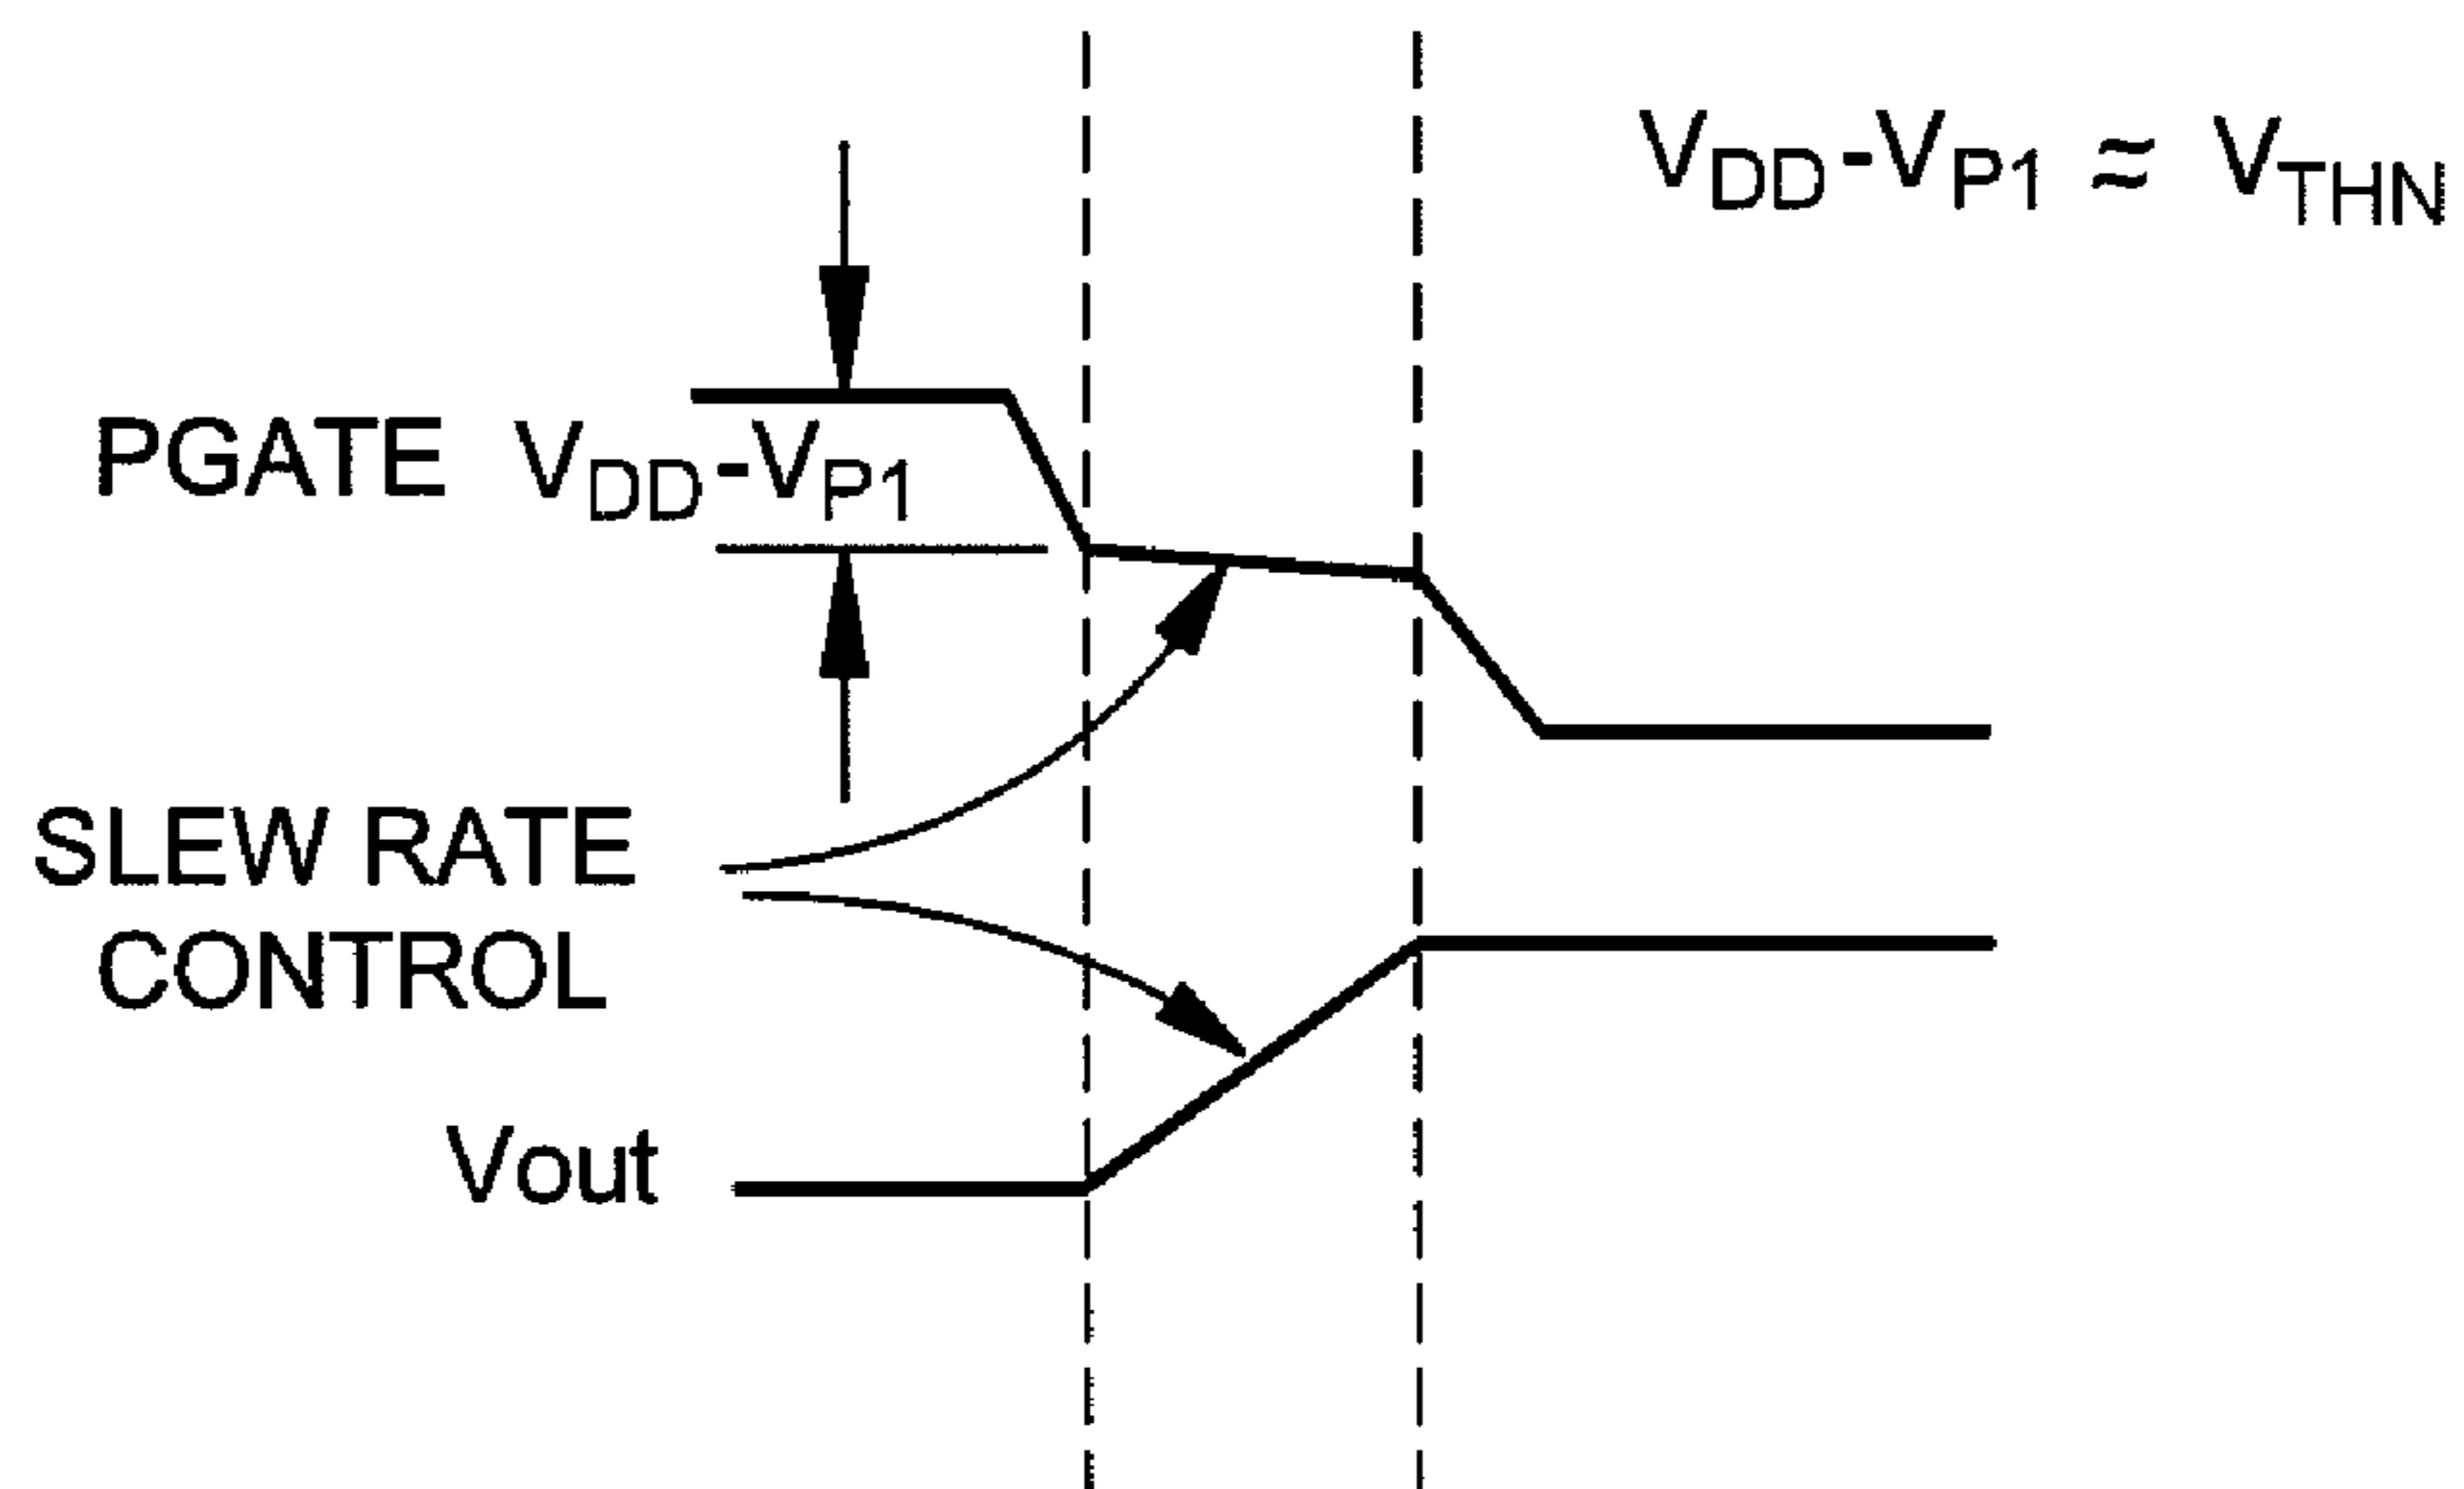 V_DD-V_P1 ≈ V_THN
PGATE V_DD-V_P1
SLEW RATE
CONTROL
Vout